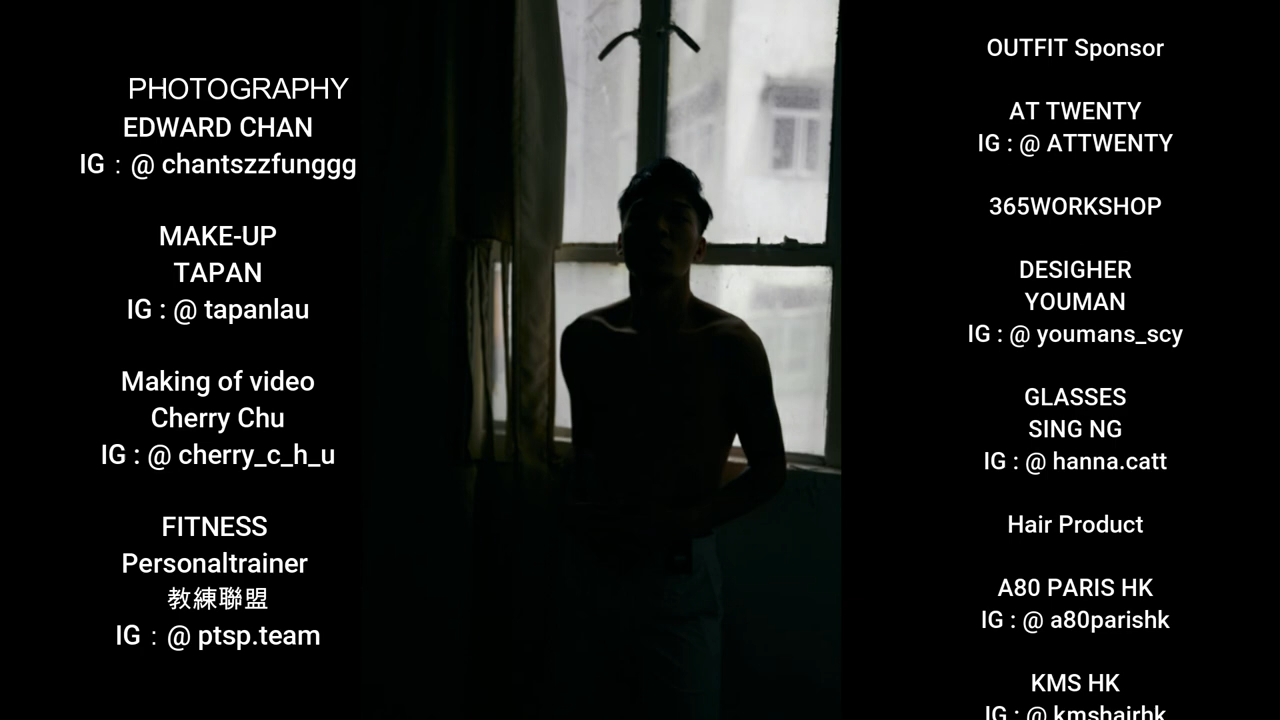 PHOTOGRAPHY
EDWARD CHAN
IG : @ chantszzfunggg
MAKE-UP
TAPAN
IG : @ tapanlau
Making of video
Cherry Chu
IG : @ cherry_c_h_u
FITNESS
Personaltrainer
教練聯盟
IG : @ ptsp.team
OUTFIT Sponsor
AT TWENTY
IG : @ ATTWENTY
365WORKSHOP
DESIGHER
YOUMAN
IG : @ youmans_scy
GLASSES
SING NG
IG : @ hanna.catt
Hair Product
A80 PARIS HK
IG : @ a80parishk
KMS HK
IG : @ kmshairhk